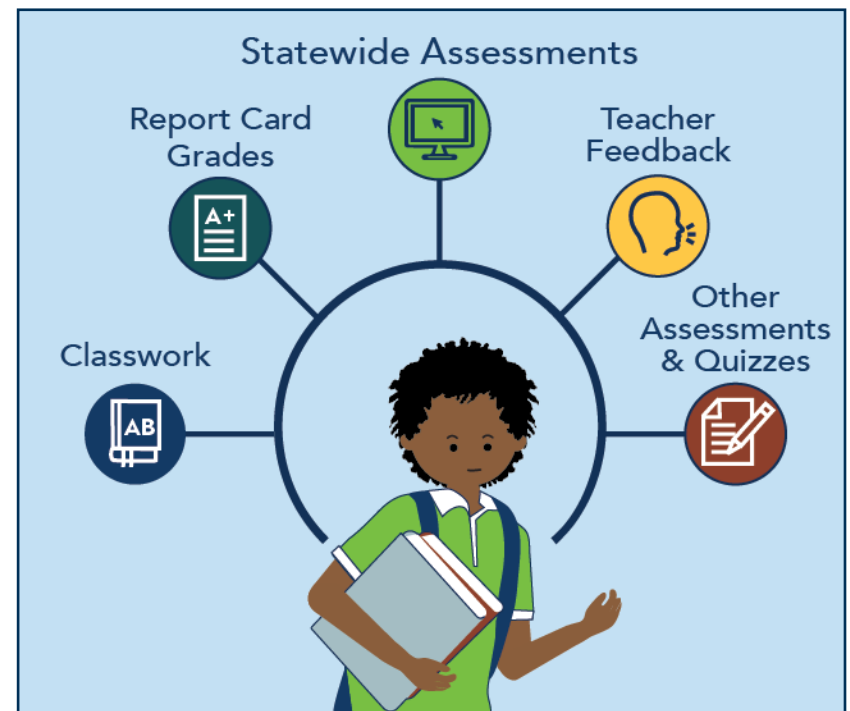 Statewide Assessments
Report Card
Grades
Teacher
Feedback
A+
Other
Assessments
& Quizzes
Classwork
AB